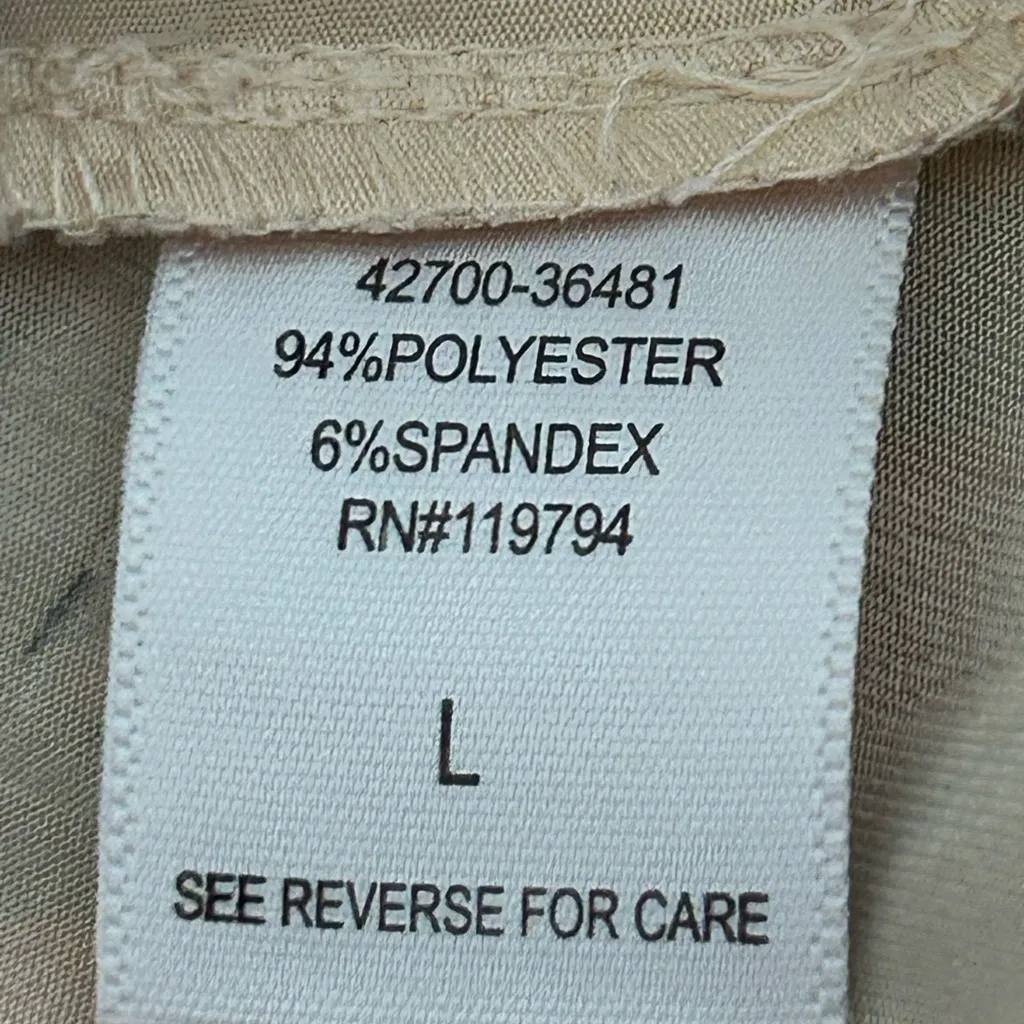 42700-36481
94%POLYESTER
6%SPANDEX
RN#119794
L
SEE REVERSE FOR CARE